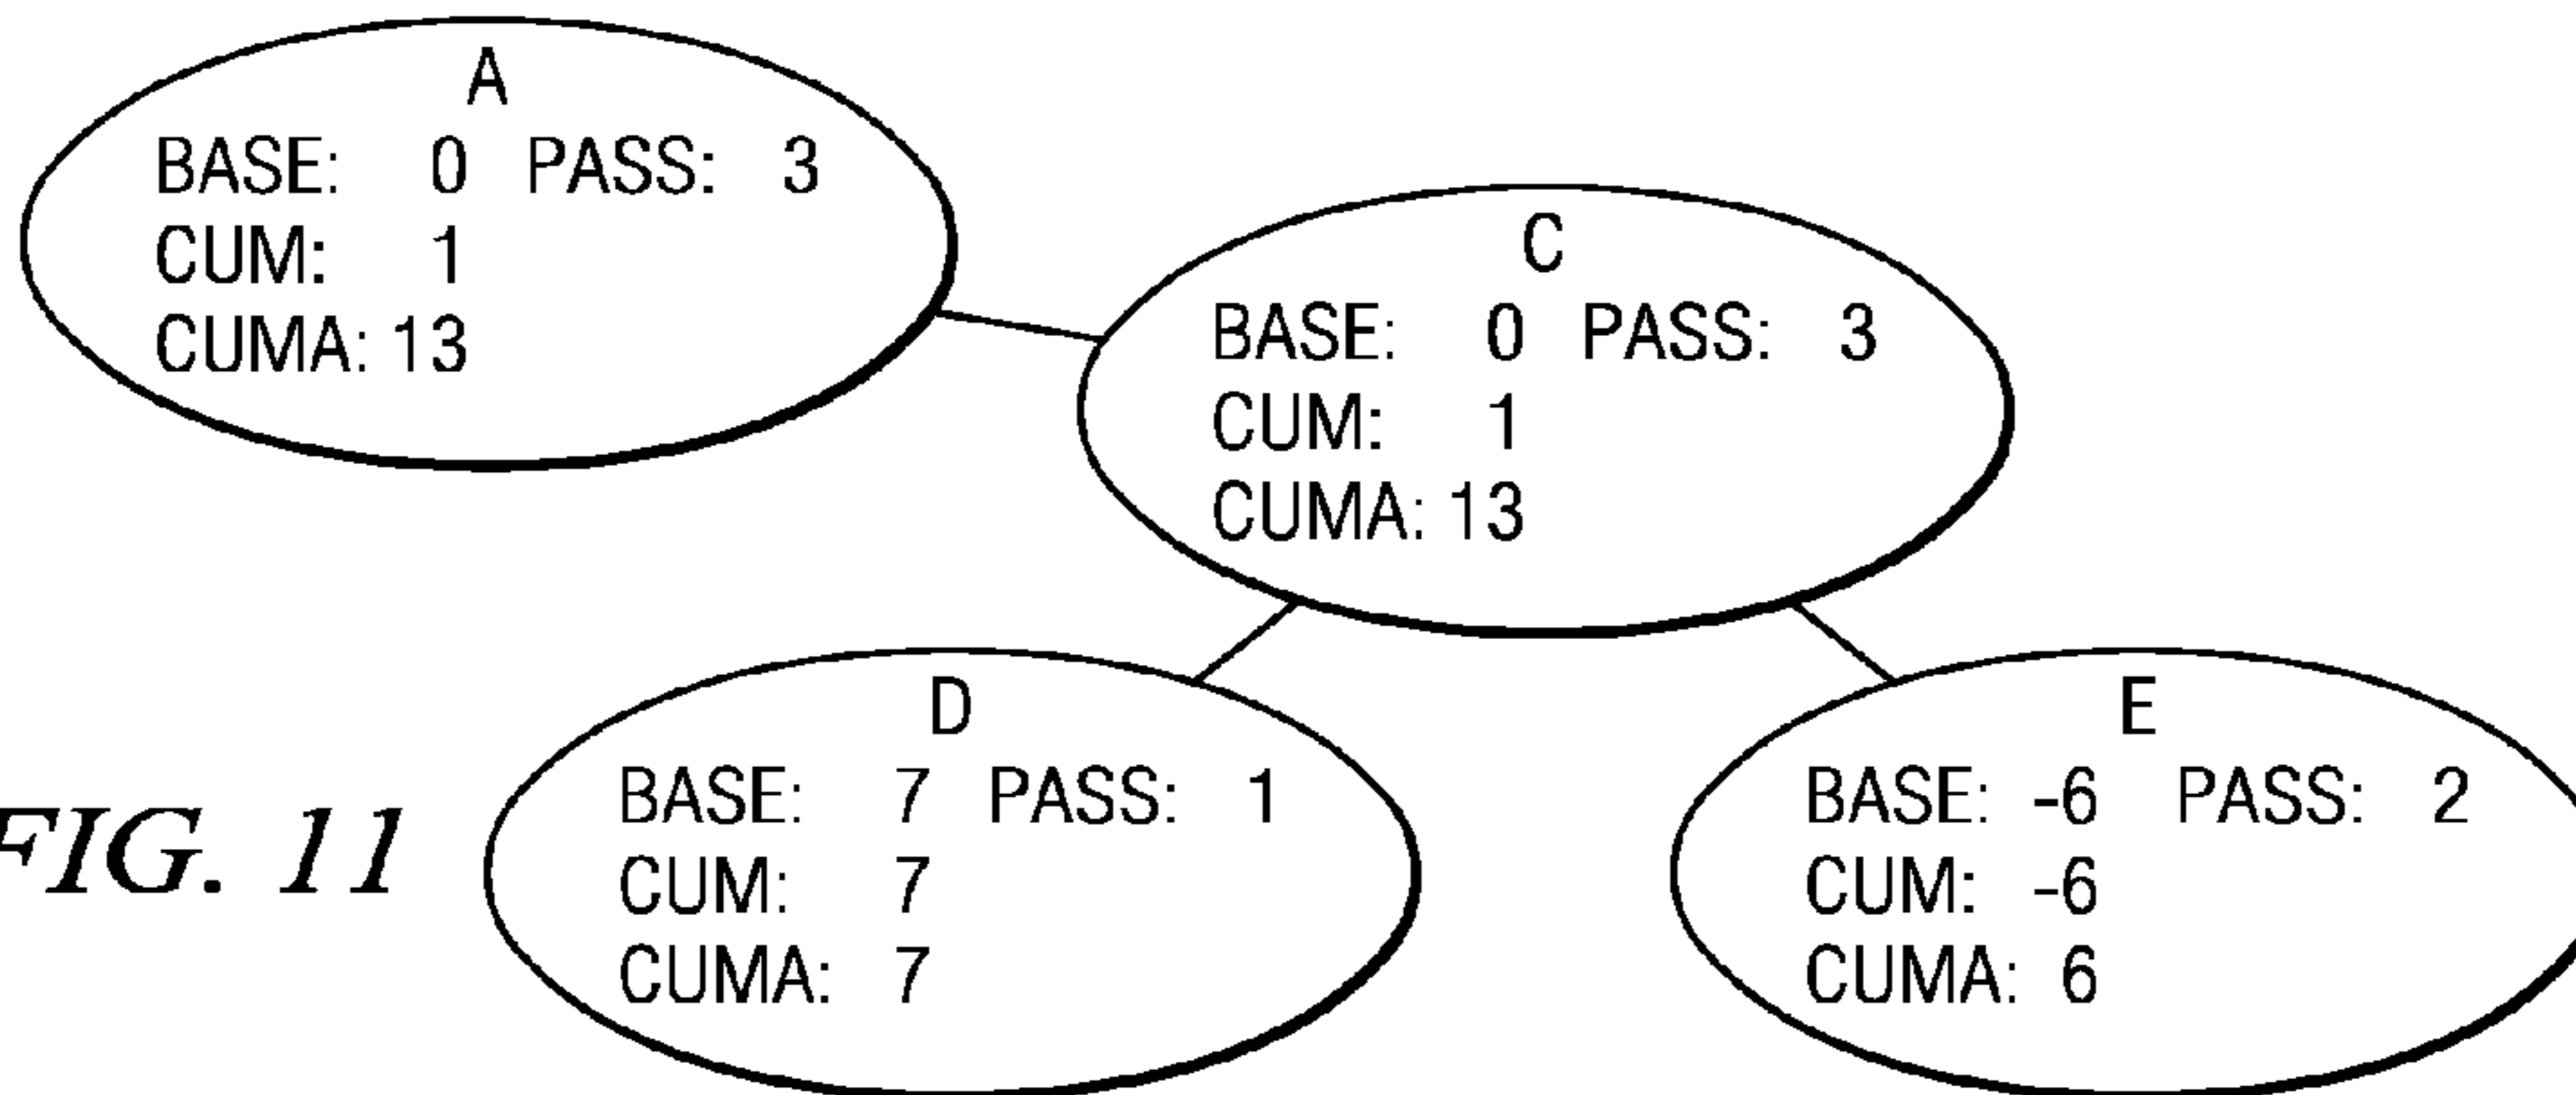 A
BASE: 0 PASS: 3
CUM: 1
CUMA: 13
C
BASE: 0 PASS: 3
CUM: 1
CUMA: 13
D
BASE: 7 PASS: 1
CUM: 7
CUMA: 7
E
BASE: -6 PASS: 2
CUM: -6
CUMA: 6
FIG. 11